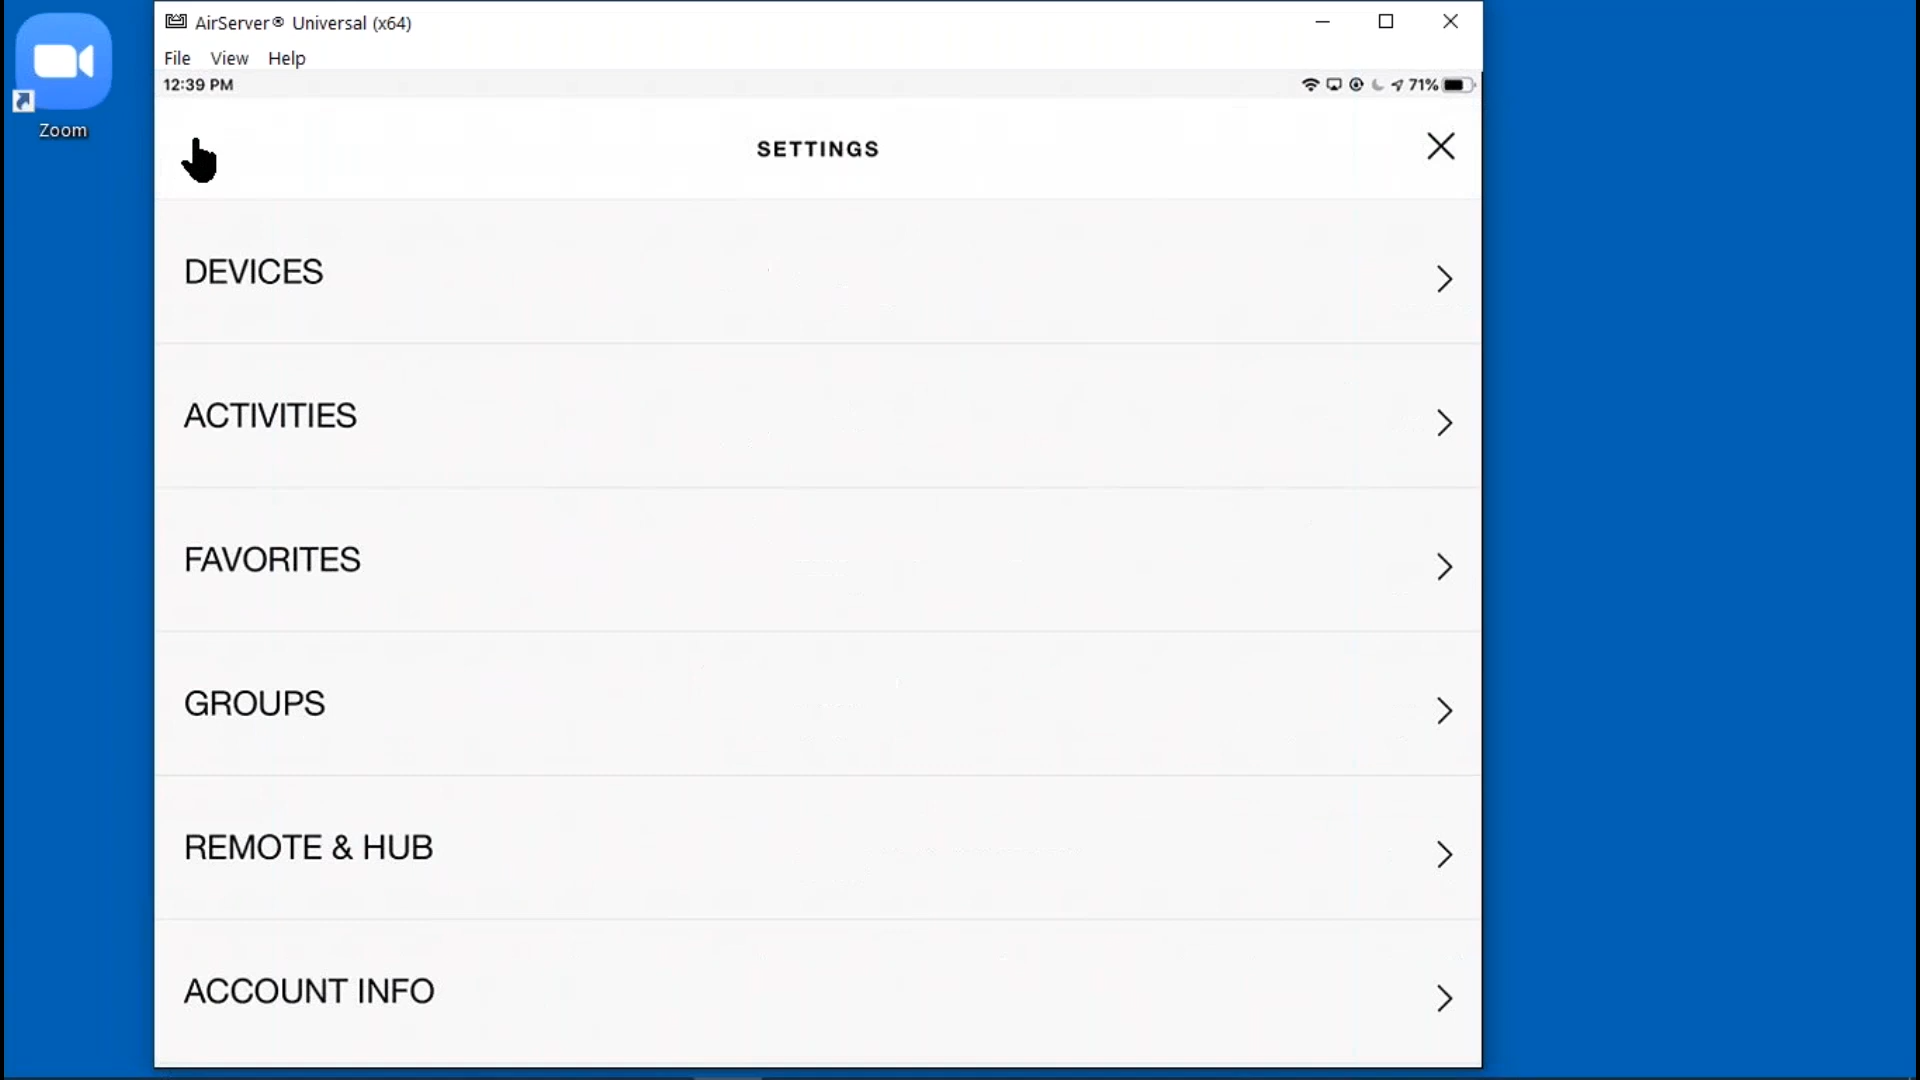 AirServer® Universal (x64)
File View Help
12:39 PM
71%
Zoom
SETTINGS
DEVICES
ACTIVITIES
FAVORITES
GROUPS
REMOTE & HUB
ACCOUNT INFO